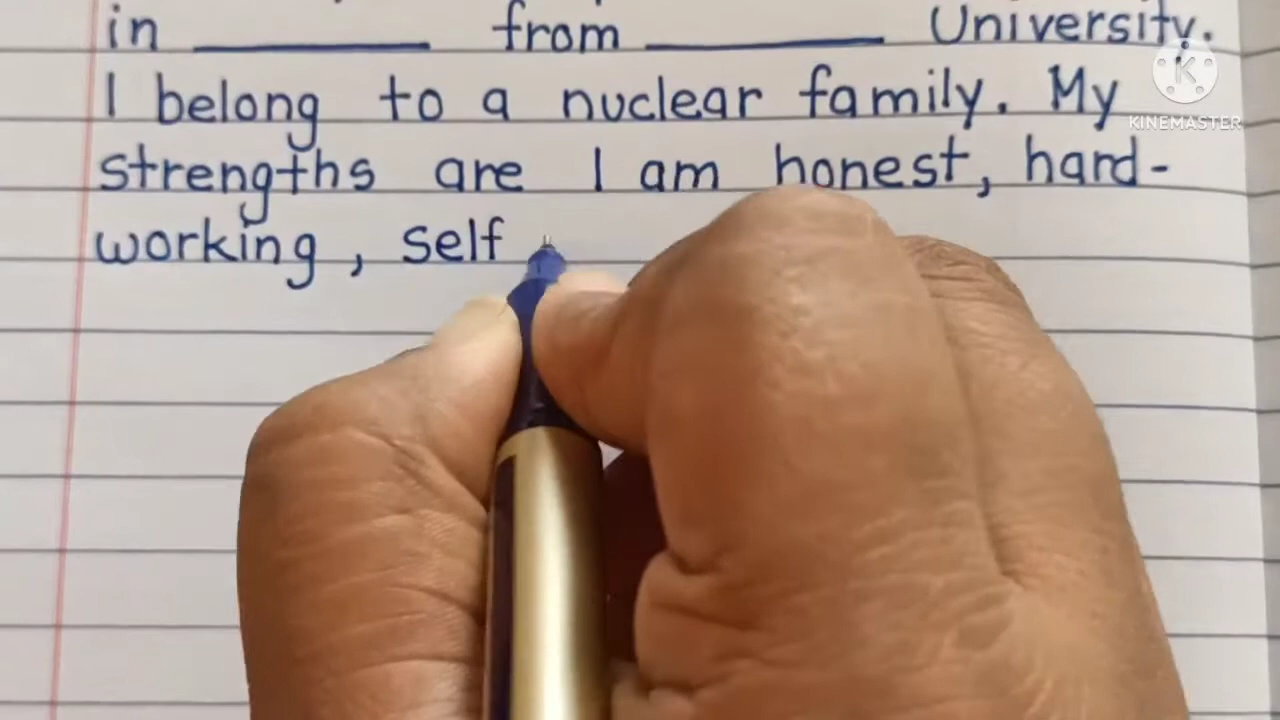 in ________ from ________ University.
I belong to a nuclear family. My
strengths are I am honest, hard-
working, self
KINEMASTER